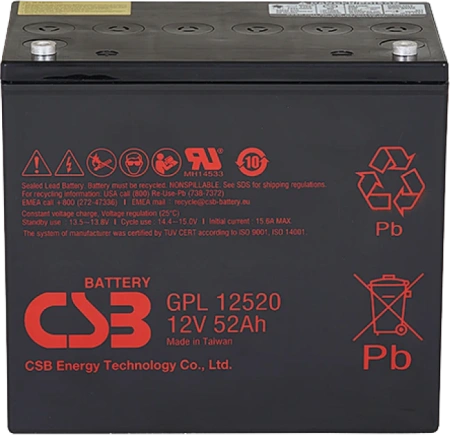 Pb
MH14533
10
Sealed Lead Battery. Battery must be recycled. NONSPILLABLE. See SDS for shipping regulations.
For recycling information: USA call (800) Re-Use-Pb (738-7372)
EMEA call +800 (272-47336) I EMEA mail : recycle@csb-battery.eu
Constant voltage charge, Voltage regulation (25°C)
Standby use : 13.5~13.8V I Cycle use : 14.4~15.0V I Initial current : 15.6A MAX.
The manufacturer's management system was certified by TÜV CERT according to ISO 9001, ISO 14001
Pb
BATTERY
CSB
GPL 12520
12V 52Ah
Made in Taiwan
CSB Energy Technology Co., Ltd.
Pb